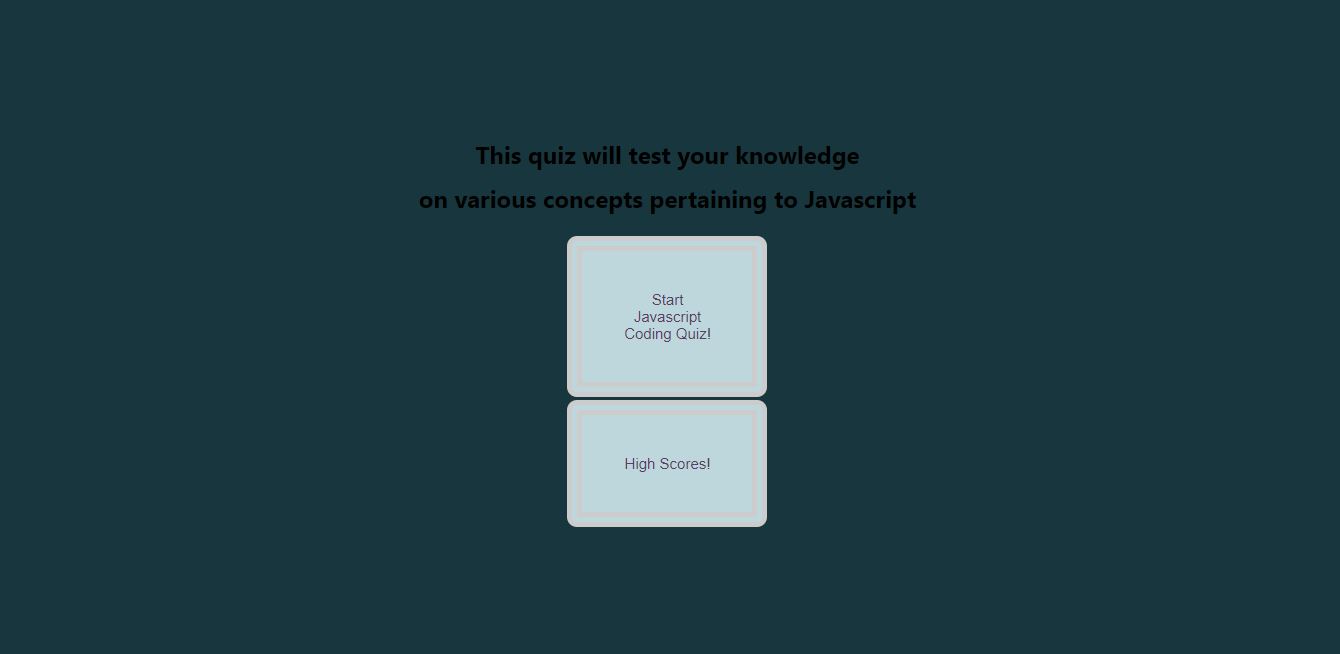 This quiz will test your knowledge
on various concepts pertaining to Javascript
Start
Javascript
Coding Quiz!
High Scores!